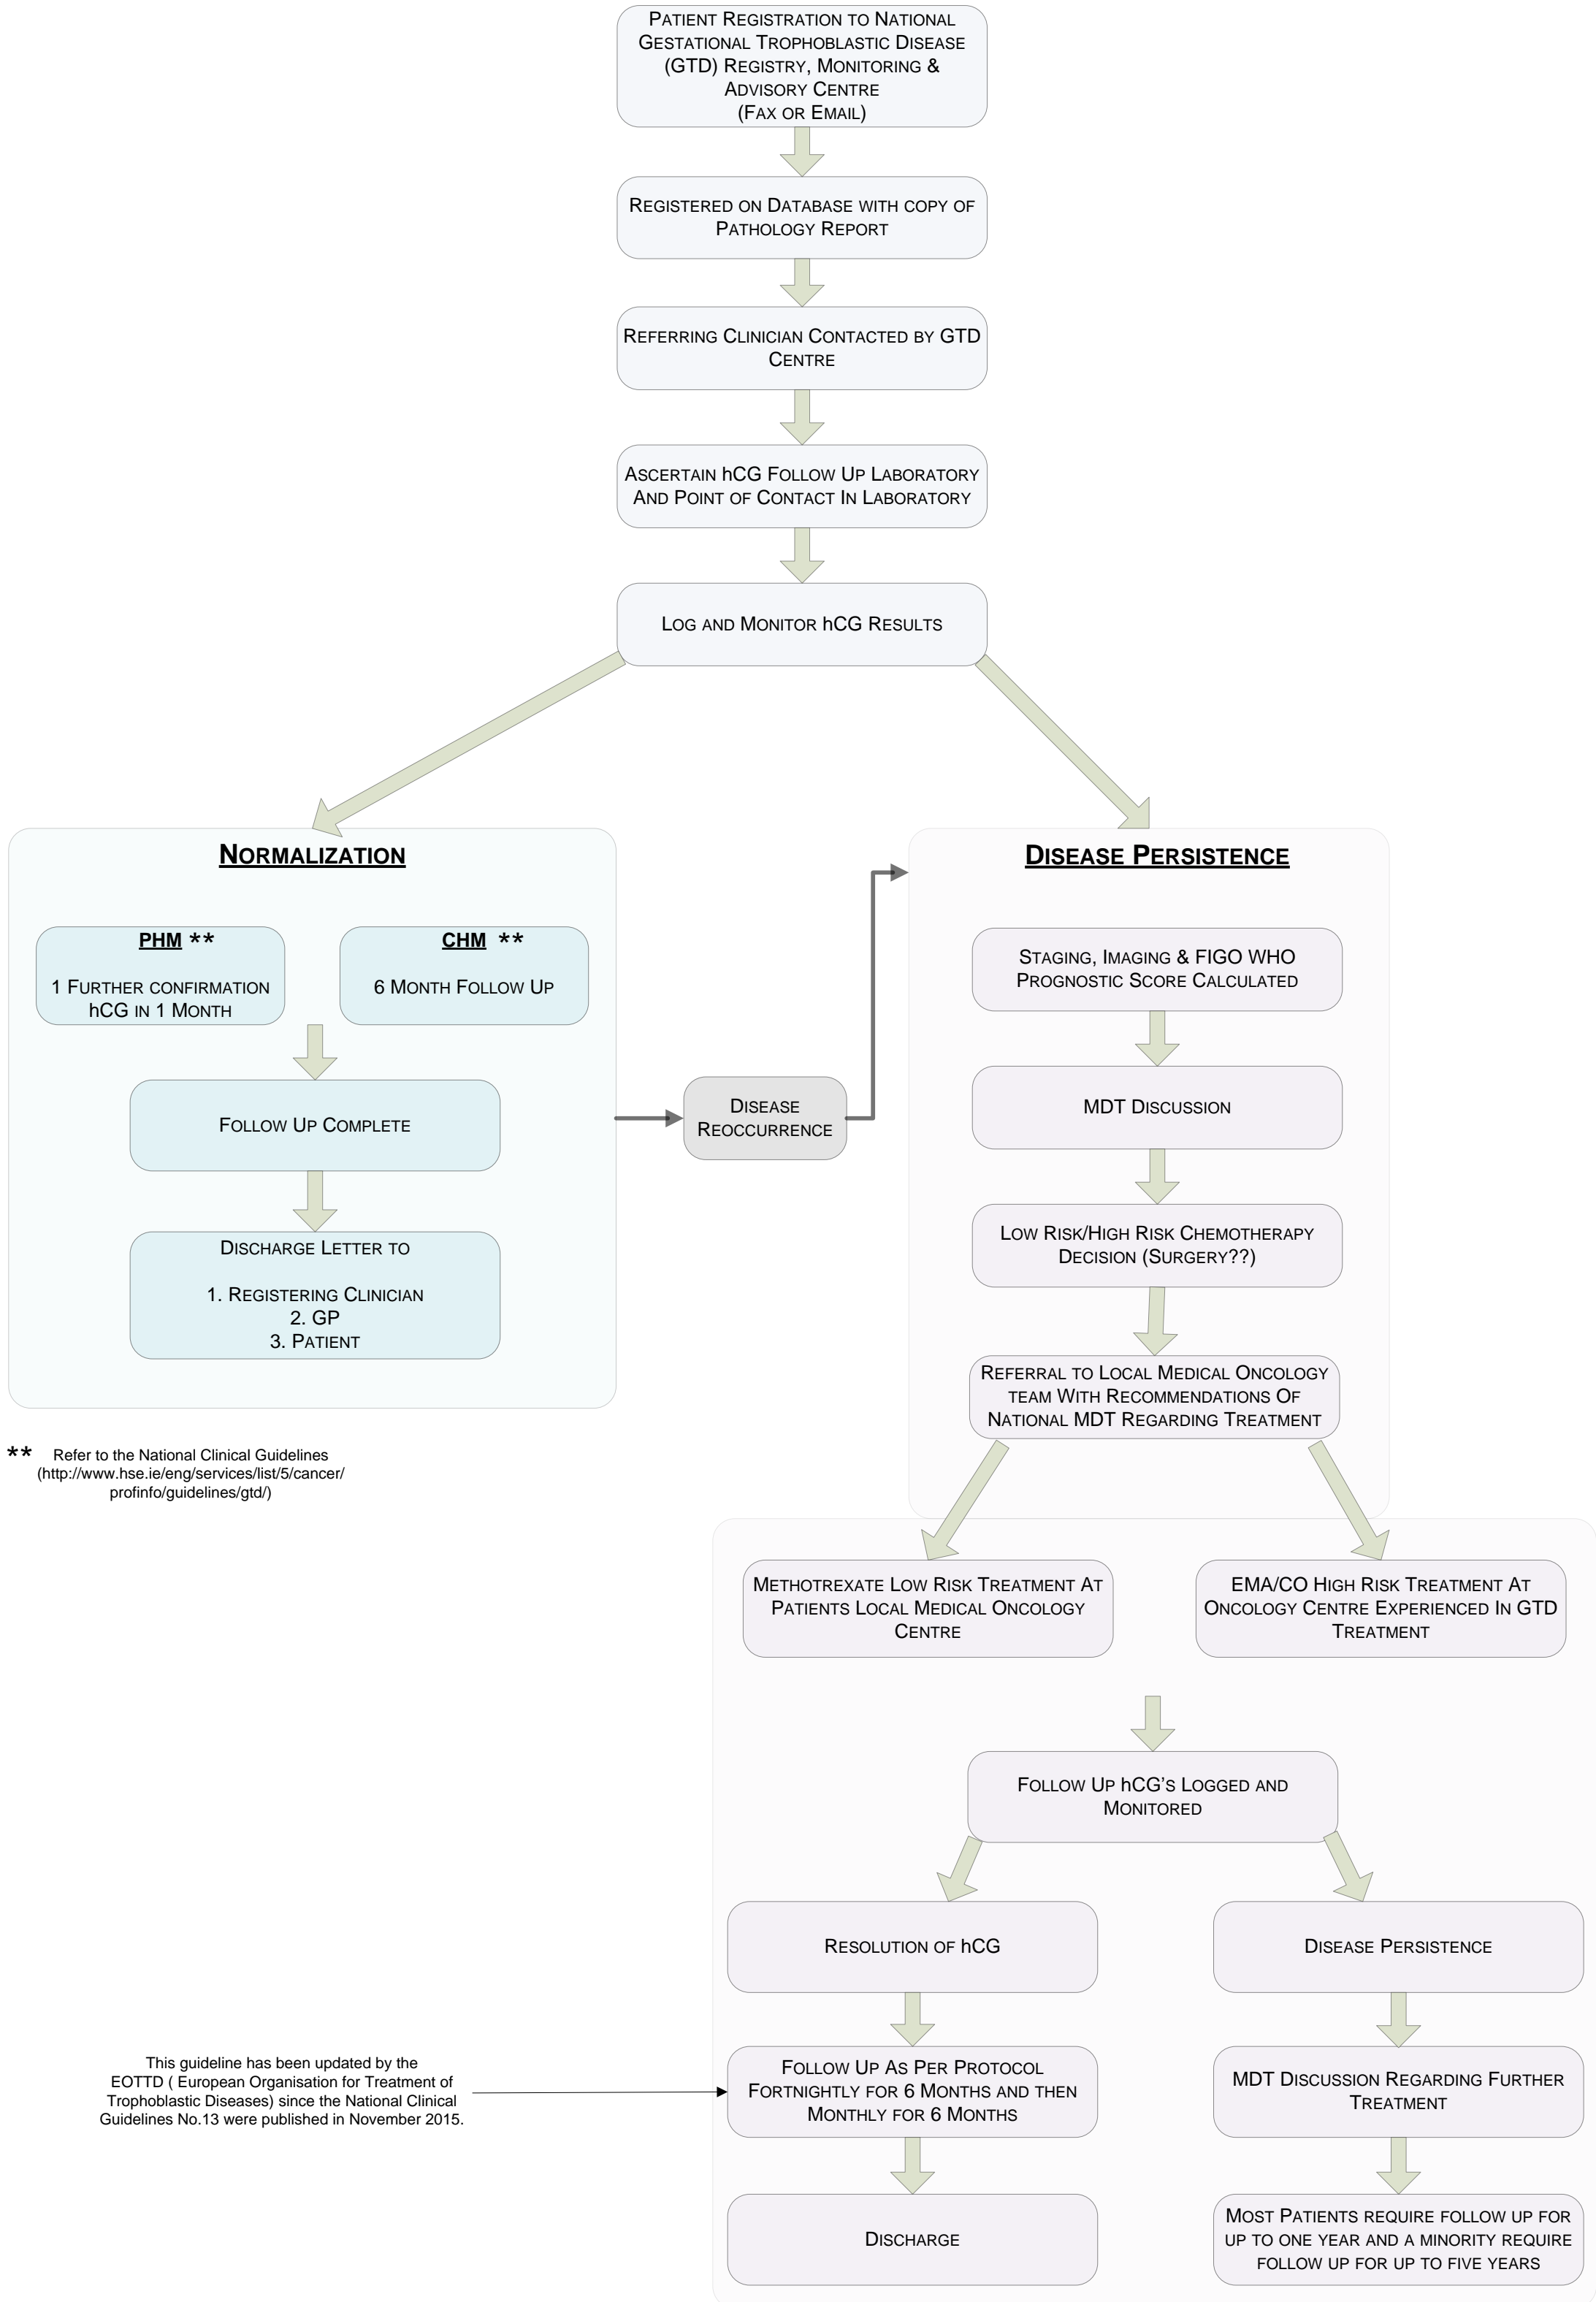 Patient Registration to National
Gestational Trophoblastic Disease
(GTD) Registry, Monitoring &
Advisory Centre
(Fax or Email)
Registered on Database with copy of
Pathology Report
Referring Clinician Contacted by GTD
Centre
Ascertain hCG Follow Up Laboratory
And Point of Contact In Laboratory
Log and Monitor hCG Results
Normalization
PHM **
1 Further confirmation
hCG in 1 Month
CHM **
6 Month Follow Up
Follow Up Complete
Discharge Letter to
1. Registering Clinician
2. GP
3. Patient
** Refer to the National Clinical Guidelines
(http://www.hse.ie/eng/services/list/5/cancer/
profinfo/guidelines/gtd/)
Disease
Reoccurrence
Disease Persistence
Staging, Imaging & FIGO WHO
Prognostic Score Calculated
MDT Discussion
Low Risk/High Risk Chemotherapy
Decision (Surgery??)
Referral to Local Medical Oncology
team With Recommendations Of
National MDT Regarding Treatment
Methotrexate Low Risk Treatment At
Patients Local Medical Oncology
Centre
EMA/CO High Risk Treatment At
Oncology Centre Experienced In GTD
Treatment
Follow Up hCG's Logged and
Monitored
Resolution of hCG
Disease Persistence
This guideline has been updated by the
EOTTD ( European Organisation for Treatment of
Trophoblastic Diseases) since the National Clinical
Guidelines No.13 were published in November 2015.
Follow Up As Per Protocol
Fortnightly for 6 Months and then
Monthly for 6 Months
MDT Discussion Regarding Further
Treatment
Discharge
Most Patients require follow up for
up to one year and a minority require
follow up for up to five years